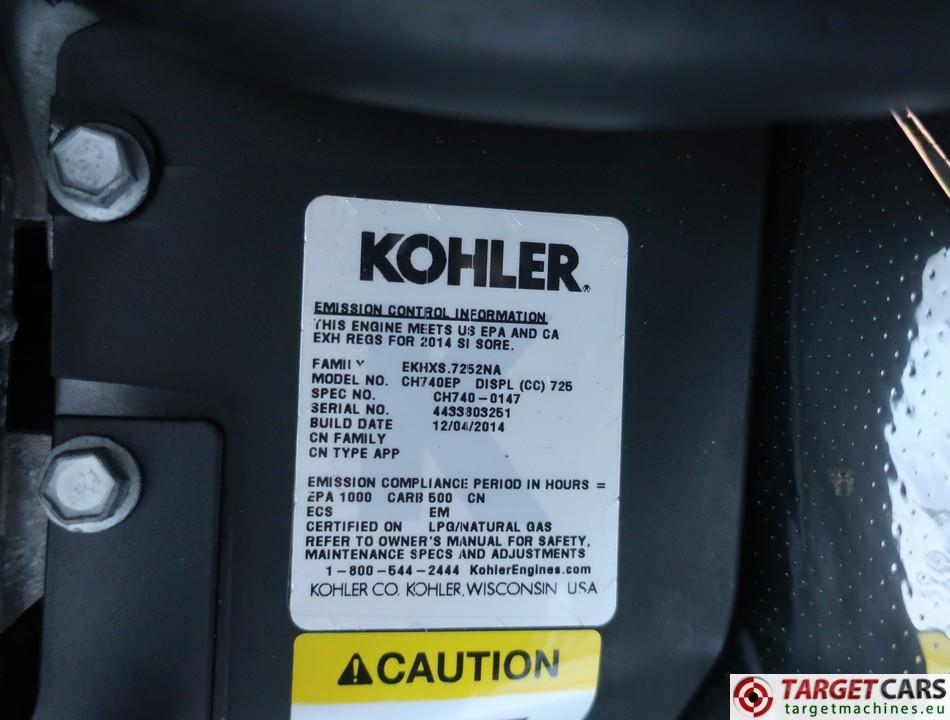 KOHLER®
EMISSION CONTROL INFORMATION
THIS ENGINE MEETS US EPA AND CA
EXH REGS FOR 2014 SI SORE.
FAMILY EKHXS.7252NA
MODEL NO. CH740EP DISPL (CC) 725
SPEC NO. CH740-0147
SERIAL NO. 4433803251
BUILD DATE 12/04/2014
CN FAMILY
CN TYPE APP
EMISSION COMPLIANCE PERIOD IN HOURS =
EPA 1000 CARB 500 CN
ECS EM
CERTIFIED ON LPG/NATURAL GAS
REFER TO OWNER'S MANUAL FOR SAFETY,
MAINTENANCE SPECS AND ADJUSTMENTS
1-800-544-2444 KohlerEngines.com
KOHLER CO. KOHLER, WISCONSIN USA
CAUTION
TARGETCARS
targetmachines.eu